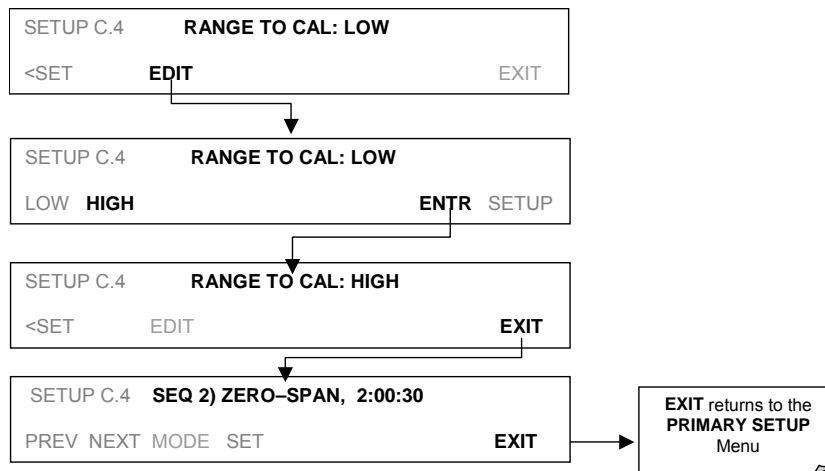 SETUP C.4 RANGE TO CAL: LOW
<SET EDIT EXIT
SETUP C.4 RANGE TO CAL: LOW
LOW HIGH ENTR SETUP
SETUP C.4 RANGE TO CAL: HIGH
<SET EDIT EXIT
SETUP C.4 SEQ 2) ZERO–SPAN, 2:00:30
PREV NEXT MODE SET EXIT
EXIT returns to the
PRIMARY SETUP
Menu